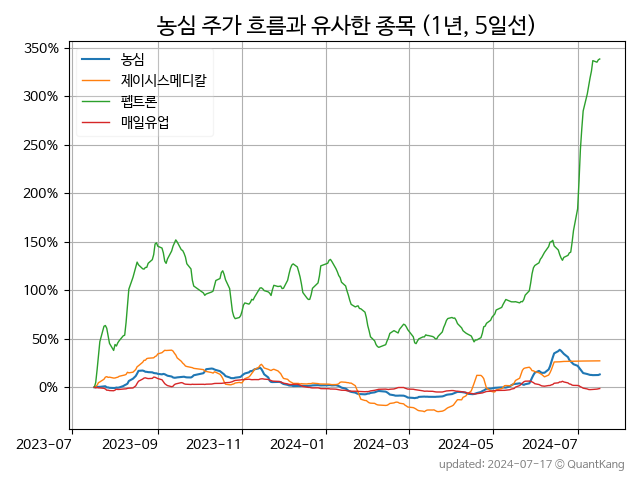 농심 주가 흐름과 유사한 종목 (1년, 5일선)
350%
300%
250%
200%
150%
100%
50%
0%
농심
제이시스메디칼
펩트론
매일유업
2023-07
2023-09
2023-11
2024-01
2024-03
2024-05
2024-07
updated: 2024-07-17 © QuantKang